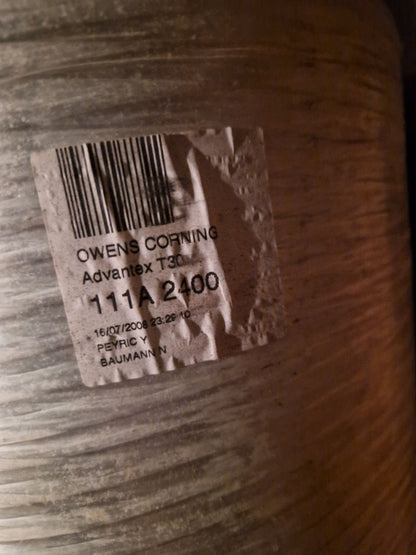 OWENS CORNING
Advantex T30
111A 2400
16/07/2008 23:29
PEYRIC Y
BAUMANN N